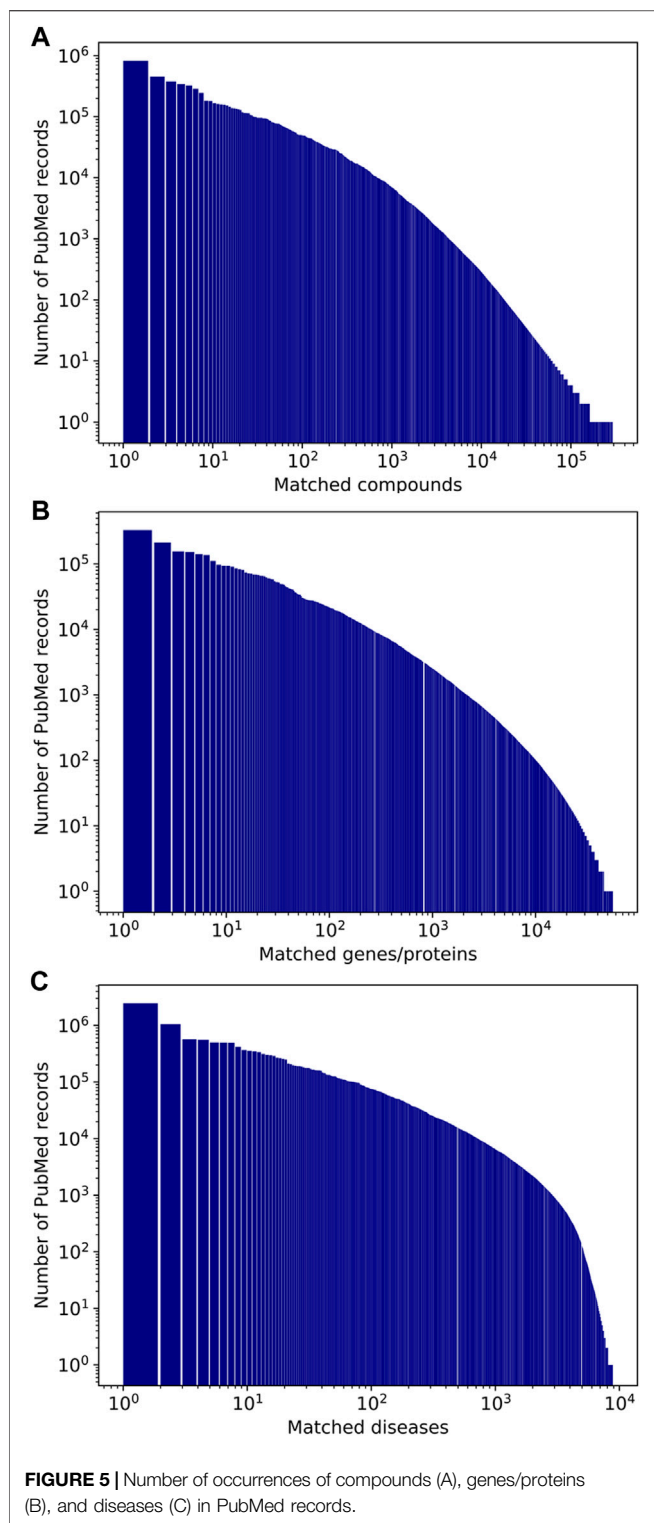 A
10^6
10^5
10^4
10^3
10^2
10^1
10^0
Number of PubMed records
10^0 10^1 10^2 10^3 10^4 10^5
Matched compounds
B
10^5
10^4
10^3
10^2
10^1
10^0
Number of PubMed records
10^0 10^1 10^2 10^3 10^4
Matched genes/proteins
C
10^6
10^5
10^4
10^3
10^2
10^1
10^0
Number of PubMed records
10^0 10^1 10^2 10^3 10^4
Matched diseases
FIGURE 5 | Number of occurrences of compounds (A), genes/proteins
(B), and diseases (C) in PubMed records.